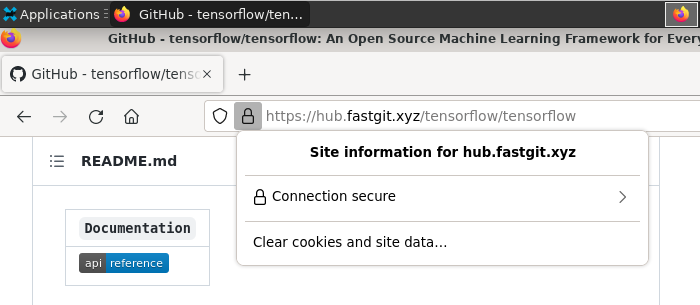 Applications
GitHub - tensorflow/ten...
GitHub - tensorflow/tensorflow: An Open Source Machine Learning Framework for Every
GitHub - tensorflow/tens
https://hub.fastgit.xyz/tensorflow/tensorflow
Site information for hub.fastgit.xyz
README.md
Connection secure
Documentation
Clear cookies and site data...
api reference